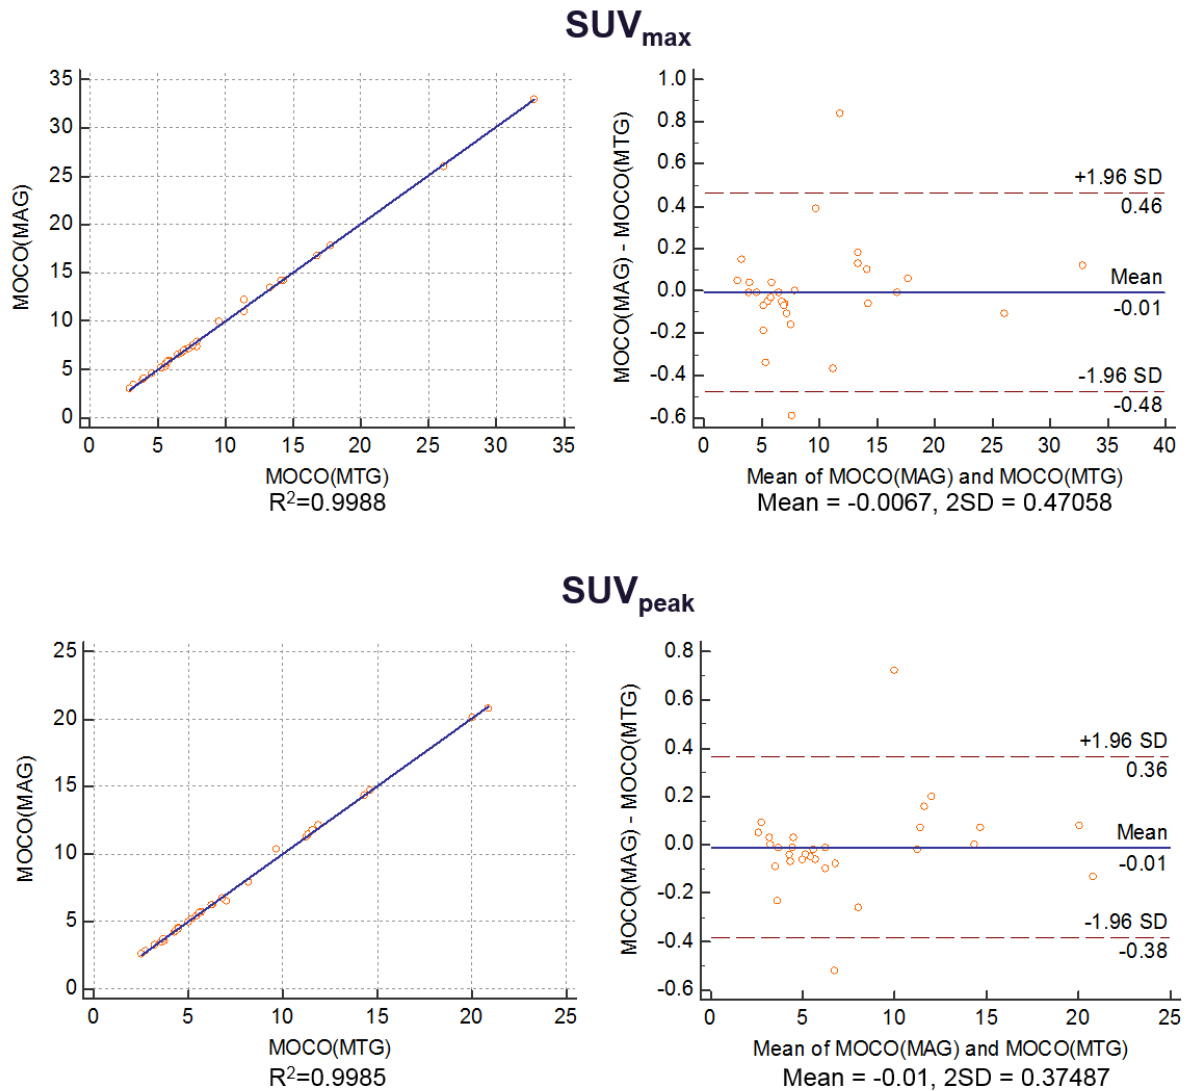 SUVmax
MOCO(MAG)
35
30
25
20
15
10
5
0
0 5 10 15 20 25 30 35
MOCO(MTG)
R²=0.9988
MOCO(MAG) - MOCO(MTG)
1.0
0.8
0.6
0.4
0.2
0.0
-0.2
-0.4
-0.6
+1.96 SD
0.46
Mean
-0.01
-1.96 SD
-0.48
0 5 10 15 20 25 30 35 40
Mean of MOCO(MAG) and MOCO(MTG)
Mean = -0.0067, 2SD = 0.47058
SUVpeak
MOCO(MAG)
25
20
15
10
5
0
0 5 10 15 20 25
MOCO(MTG)
R²=0.9985
MOCO(MAG) - MOCO(MTG)
0.8
0.6
0.4
0.2
0.0
-0.2
-0.4
-0.6
+1.96 SD
0.36
Mean
-0.01
-1.96 SD
-0.38
0 5 10 15 20 25
Mean of MOCO(MAG) and MOCO(MTG)
Mean = -0.01, 2SD = 0.37487